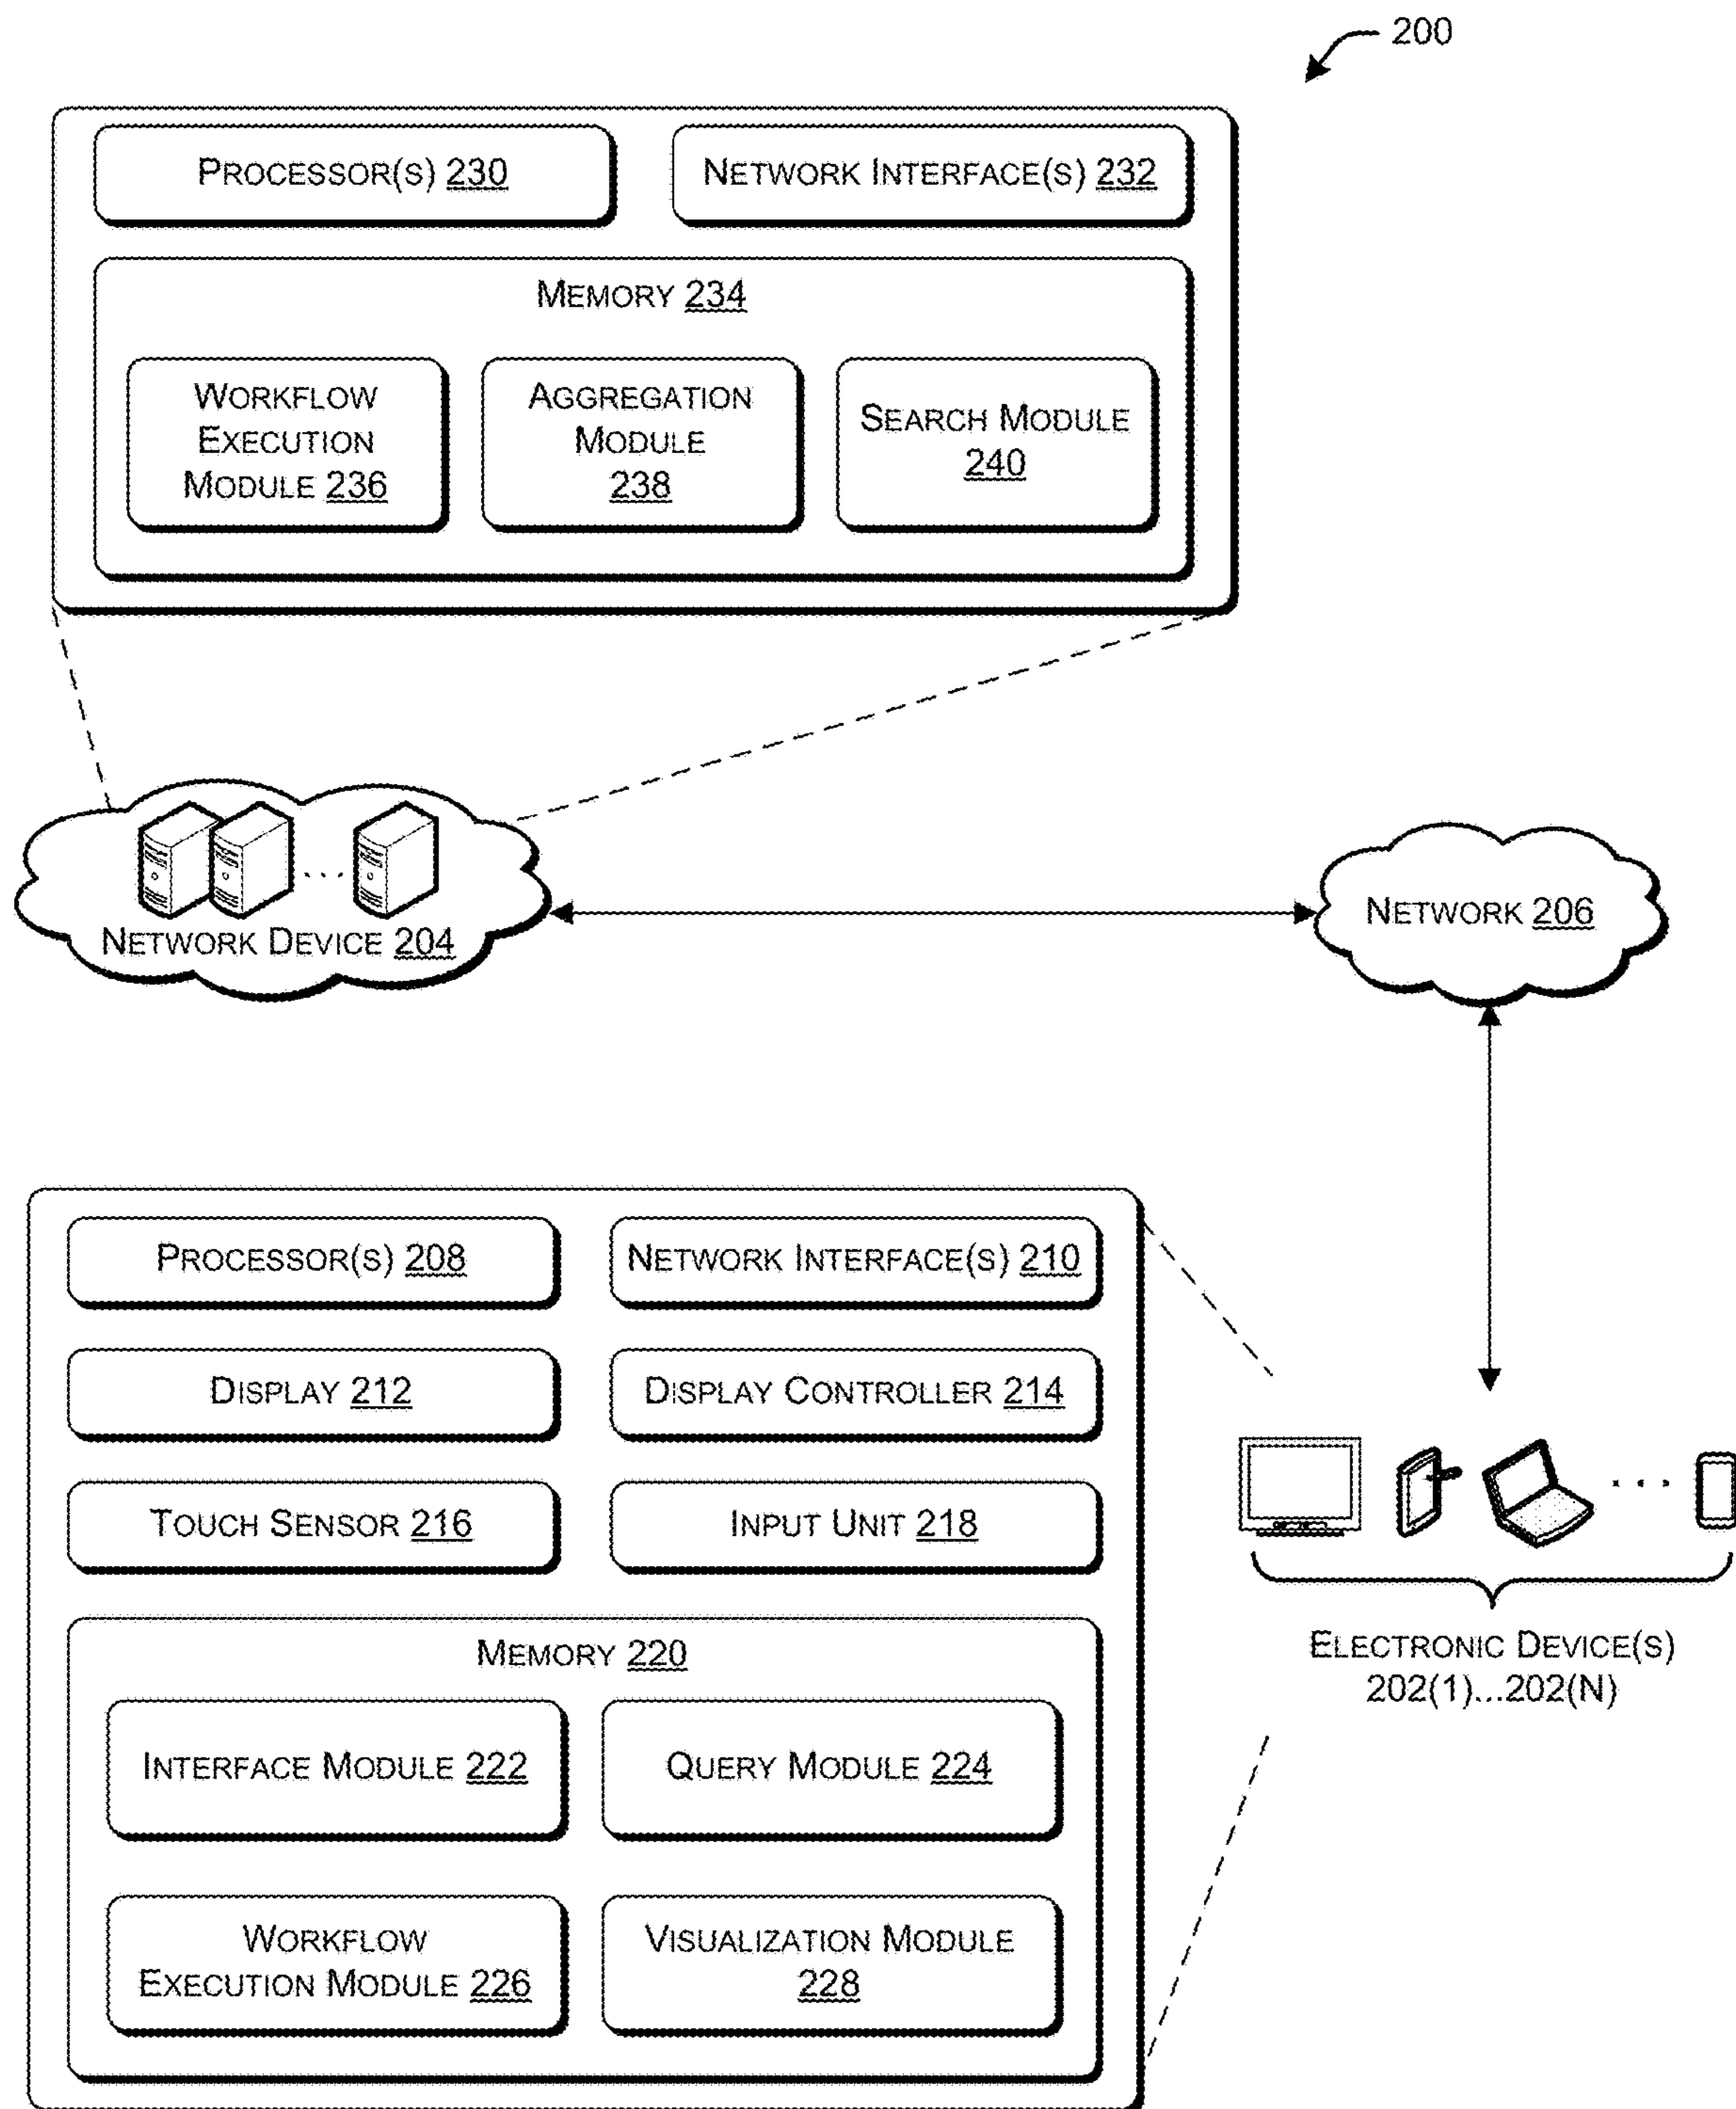 200
PROCESSOR(S) 230
NETWORK INTERFACE(S) 232
MEMORY 234
WORKFLOW
EXECUTION
MODULE 236
AGGREGATION
MODULE
238
SEARCH MODULE
240
...
NETWORK DEVICE 204
NETWORK 206
PROCESSOR(S) 208
NETWORK INTERFACE(S) 210
DISPLAY 212
DISPLAY CONTROLLER 214
TOUCH SENSOR 216
INPUT UNIT 218
...
MEMORY 220
INTERFACE MODULE 222
QUERY MODULE 224
WORKFLOW
EXECUTION MODULE 226
VISUALIZATION MODULE
228
ELECTRONIC DEVICE(S)
202(1)...202(N)